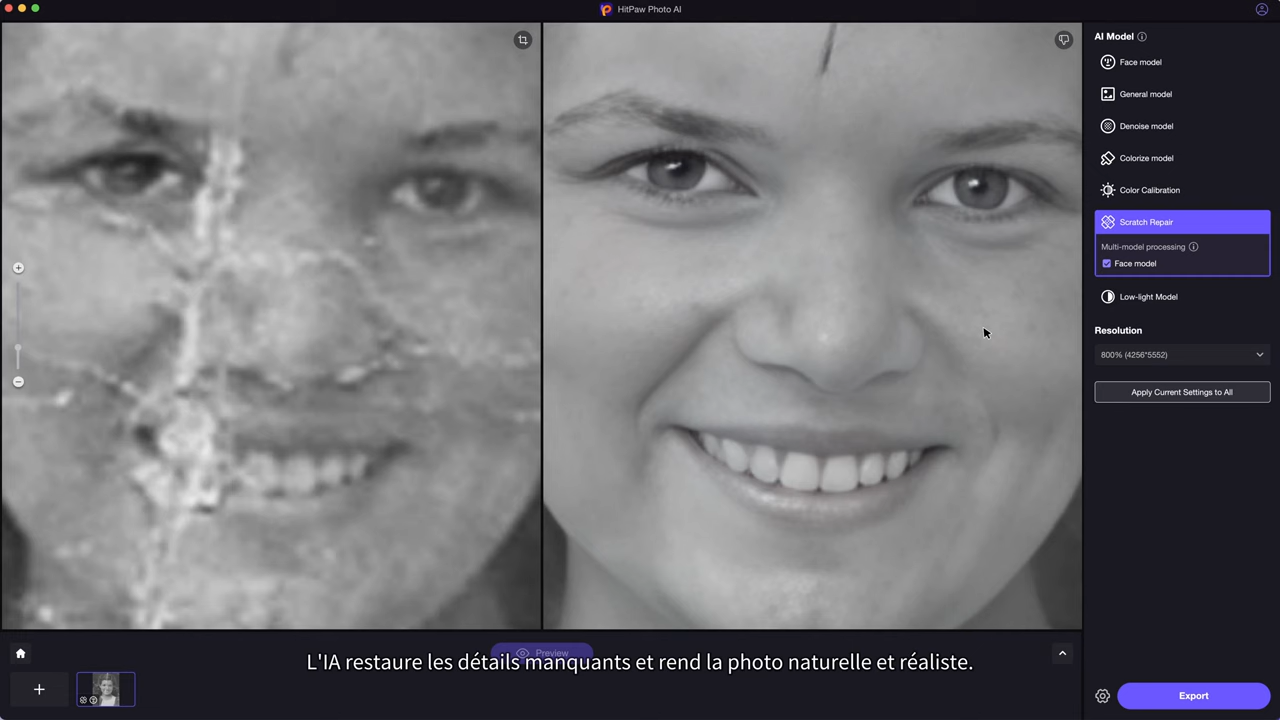 HitPaw Photo AI
AI Model
Face model
General model
Denoise model
Colorize model
Color Calibration
Scratch Repair
Multi-model processing
Face model
Low-light Model
Resolution
800% (4256*5552)
Apply Current Settings to All
Preview
L'IA restaure les détails manquants et rend la photo naturelle et réaliste.
Export